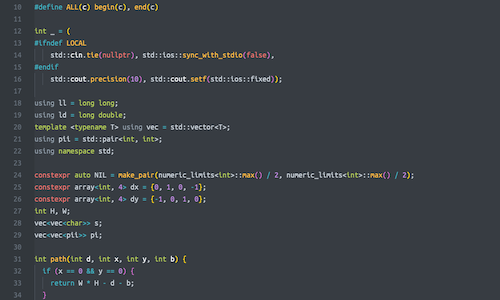 10 #define ALL(c) begin(c), end(c)
11
12 int _ = (
13 #ifndef LOCAL
14 std::cin.tie(nullptr), std::ios::sync_with_stdio(false),
15 #endif
16 std::cout.precision(10), std::cout.setf(std::ios::fixed));
17
18 using ll = long long;
19 using ld = long double;
20 template <typename T> using vec = std::vector<T>;
21 using pii = std::pair<int, int>;
22 using namespace std;
23
24 constexpr auto NIL = make_pair(numeric_limits<int>::max() / 2, numeric_limits<int>::max() / 2);
25 constexpr array<int, 4> dx = {0, 1, 0, -1};
26 constexpr array<int, 4> dy = {-1, 0, 1, 0};
27 int H, W;
28 vec<vec<char>> s;
29 vec<vec<pii>> pi;
30
31 int path(int d, int x, int y, int b) {
32 if (x == 0 && y == 0) {
33 return W * H - d - b;
34 }